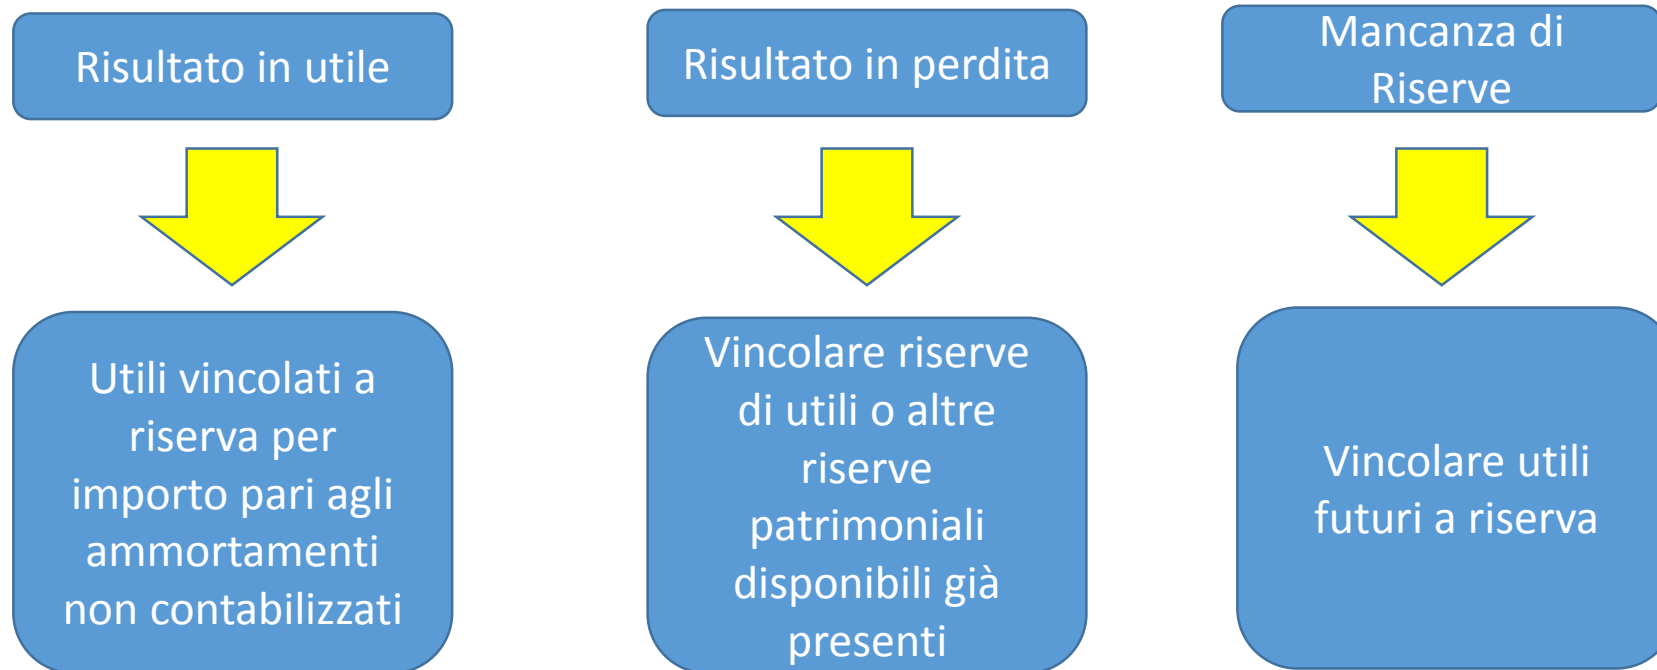 Risultato in utile
Risultato in perdita
Mancanza di
Riserve
Utili vincolati a
riserva per
importo pari agli
ammortamenti
non contabilizzati
Vincolare riserve
di utili o altre
riserve
patrimoniali
disponibili già
presenti
Vincolare utili
futuri a riserva